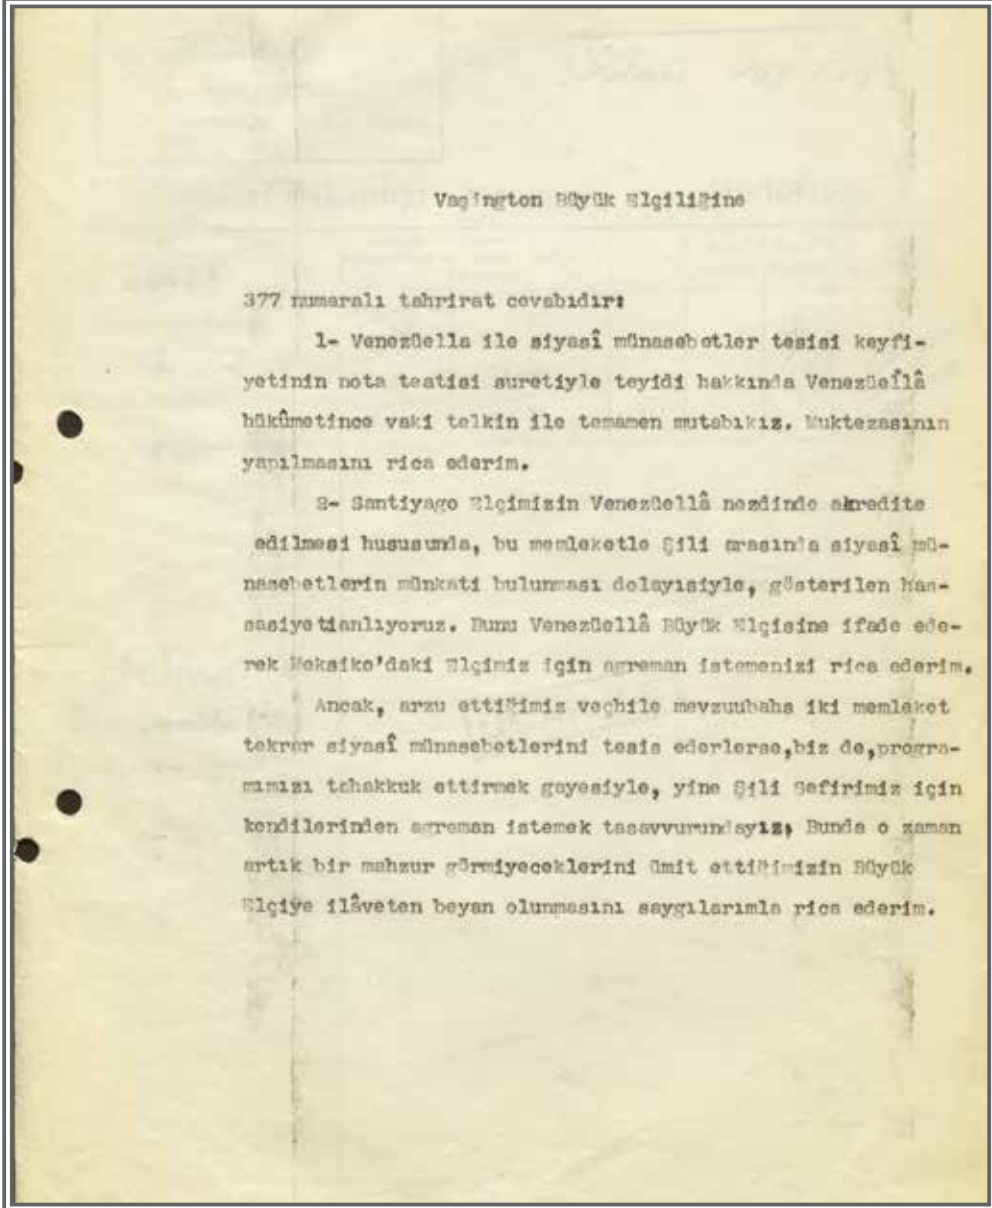 Vaşington Büyük Elçiliğine
377 numaralı tahrirat cevabıdır:
1- Venezüella ile siyasî münasebetler tesisi keyfi-
yetinin nota teatisi suretiyle teyidi hakkında Venezüellâ
hükûmetince vaki telkin ile tamamen mutabıkız. Muktezasının
yapılmasını rica ederim.
2- Santiyago Elçimizin Venezüellâ nezdinde akredite
edilmesi hususunda, bu memleketle Şili arasında siyasî mü-
nasebetlerin münkati bulunması dolayısiyle, gösterilen has-
sasiyetianlıyoruz. Bunu Venezüellâ Büyük Elçisine ifade ede-
rek Meksiko'daki Elçimiz için agreman istemenizi rica ederim.
Ancak, arzu ettiğimiz veçhile mevzuubahs iki memleket
tekrar siyasî münasebetlerini tesis ederlerse,biz de,progra-
mımızı tahakkuk ettirmek gayesiyle, yine Şili Sefirimiz için
kendilerinden agreman istemek tasavvurundayız, Bunda o zaman
artık bir mahzur görmiyeceklerini ümit ettiğimizin Büyük
Elçiye ilâveten beyan olunmasını saygılarımla rica ederim.